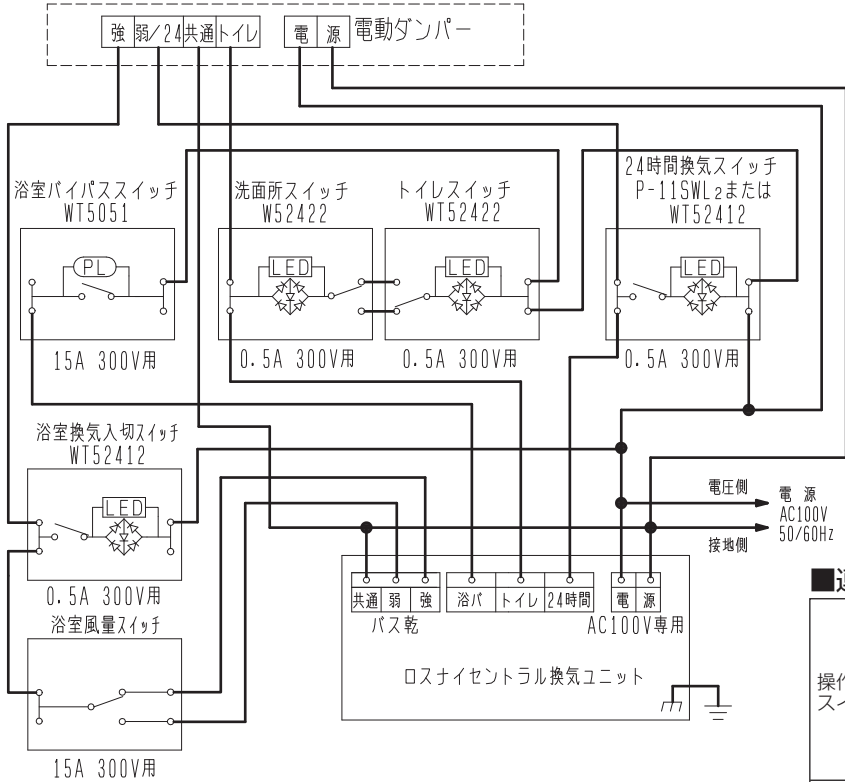 強 弱/24 共通 トイレ 電 源 電動ダンパー
浴室バイパススイッチ
WT5051
PL
15A 300V用
洗面所スイッチ
W52422
LED
0.5A 300V用
トイレスイッチ
WT52422
LED
0.5A 300V用
24時間換気スイッチ
P-11SWL2または
WT52412
LED
0.5A 300V用
浴室換気入切スイッチ
WT52412
LED
0.5A 300V用
電圧側
接地側
電 源
AC100V
50/60Hz
共通 弱 強 浴バ トイレ 24時間 電 源
バス乾
AC100V専用
ロスナイセントラル換気ユニット
浴室風量スイッチ
15A 300V用
操作
スイ